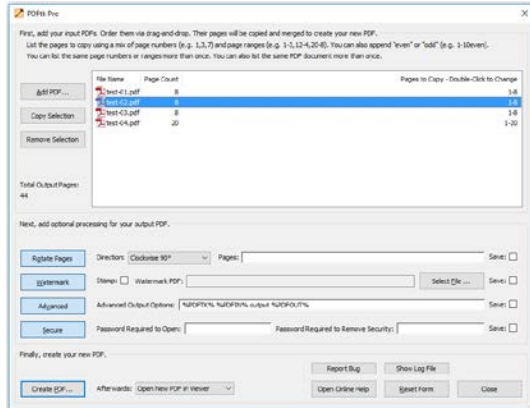 PDFtk Pro
First, add your input PDFs. Order them via drag-and-drop. Their pages will be copied and merged to create your new PDF.
List the pages to copy using a mix of page numbers (e.g. 1,3,7) and page ranges (e.g. 1-3,12-4,20-8). You can also append "even" or "odd" (e.g. 1-10even).
You can list the same page numbers or ranges more than once. You can also list the same PDF document more than once.
File Name Page Count Pages to Copy - Double-Click to Change
Add PDF... test-01.pdf 8 1-8
test-02.pdf 8 1-8
Copy Selection test-03.pdf 8 1-8
test-04.pdf 20 1-20
Remove Selection
Total Output Pages:
44
Next, add optional processing for your output PDF.
Rotate Pages Direction: Clockwise 90° Pages: Save:
Watermark Stamp: Watermark PDF: Select File ... Save:
Advanced Advanced Output Options: %PDFTK% %PDFIN% output %PDFOUT% Save:
Secure Password Required to Open: Password Required to Remove Security: Save:
Finally, create your new PDF.
Report Bug Show Log File
Create PDF... Afterwards: Open New PDF in Viewer Open Online Help Reset Form Close